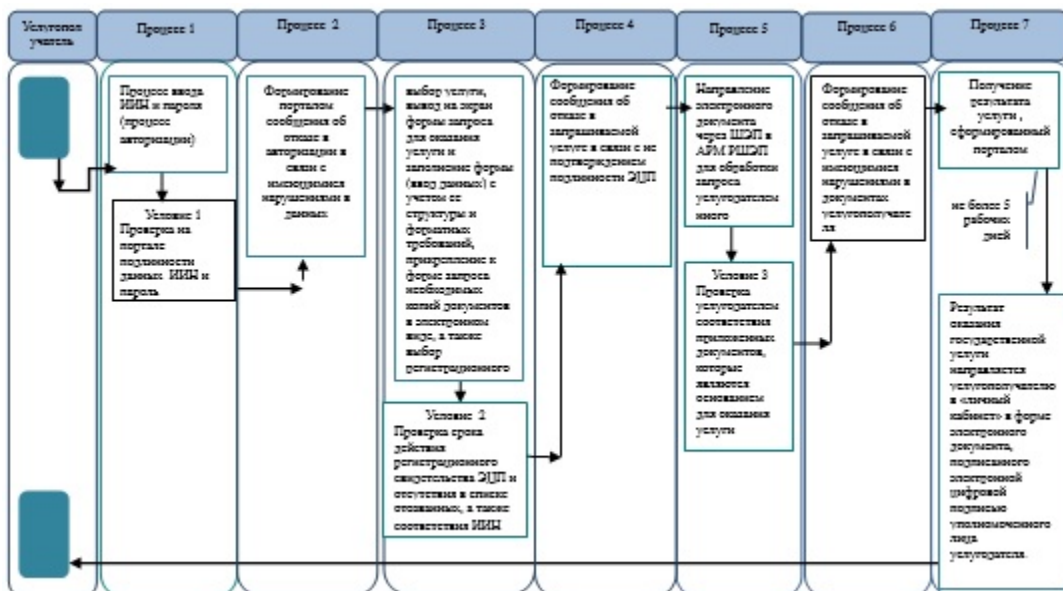 Услугопол
учатель
Процесс 1
Процесс 2
Процесс 3
Процесс 4
Процесс 5
Процесс 6
Процесс 7
Процесс ввода
ИИН и пароля
(процесс
авторизации)
Условие 1
Проверка на
портале
подлинности
данных ИИН и
пароль
Формирование
порталом
сообщения об
отказе в
авторизации в
связи с
имеющимися
нарушениями в
данных
выбор услуги,
вывод на экран
формы запроса
для оказания
услуги и
заполнение формы
(ввод данных) с
учетом ее
структуры и
форматных
требований,
прикрепление к
форме запроса
необходимых
копий документов
в электронном
виде, а также
выбор
регистрационного
Условие 2
Проверка срока
действия
регистрационного
свидетельства ЭЦП и
отсутствия в списке
отозванных, а также
соответствия ИИН
Формирование
сообщения об
отказе в
запрашиваемой
услуге в связи с не
подтверждением
подлинности ЭЦП
Направление
электронного
документа
через ШЭП в
АРМ РШЭП
для обработки
запроса
услугодателем
иного
Условие 3
Проверка
услугодателем
соответствия
приложенных
документов,
которые
являются
основанием
для оказания
услуги
Формирование
сообщения об
отказе в
запрашиваемой
услуге в связи с
имеющимися
нарушениями в
документах
услугополучате
ля
Получение
результата
услуги ,
сформированный
порталом
не более 5
рабочих
дней
Результат
оказания
государственной
услуги
направляется
услугополучателю
в «личный
кабинет» в форме
электронного
документа,
подписанного
электронной
цифровой
подписью
уполномоченного
лица
услугодателя.